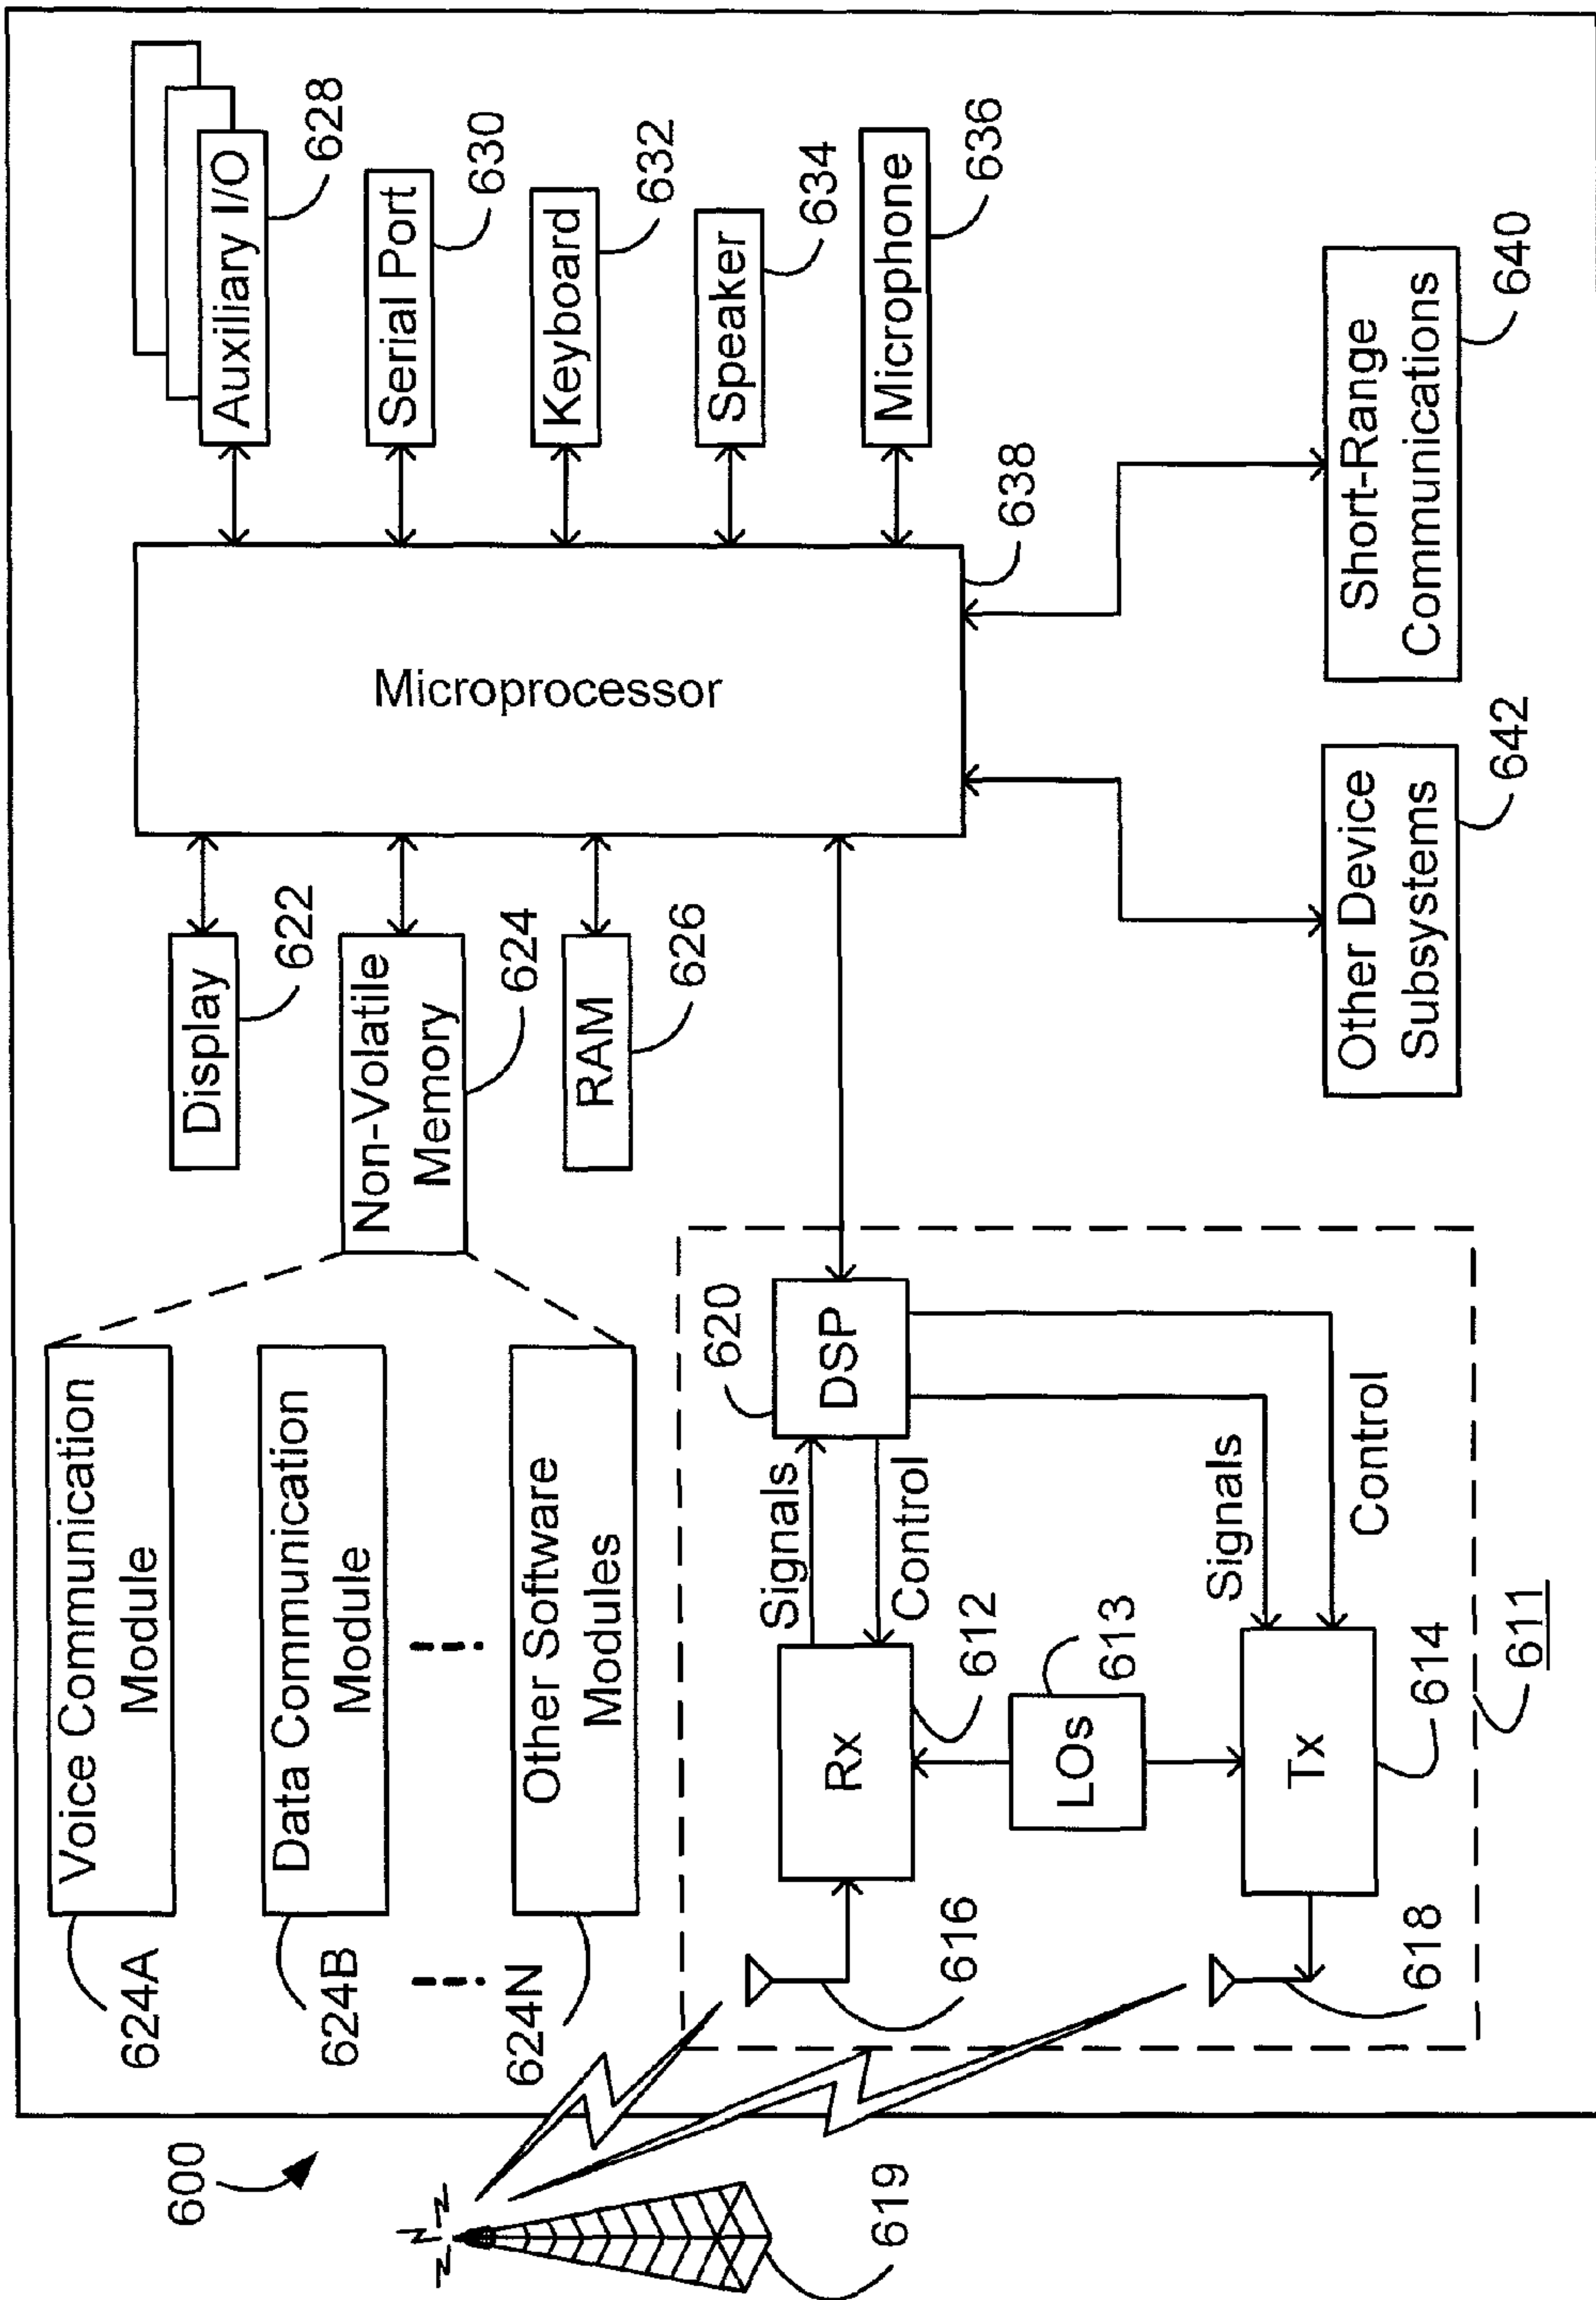 600
619
624A
Voice Communication
Module
624B
Data Communication
Module
624N
Other Software
Modules
Display
622
Non-Volatile
Memory
624
RAM
626
Microprocessor
638
Auxiliary I/O
628
Serial Port
630
Keyboard
632
Speaker
634
Microphone
636
616
Rx
612
Signals
Control
DSP
620
LOs
613
618
Tx
614
Signals
Control
611
Other Device
Subsystems
642
Short-Range
Communications
640